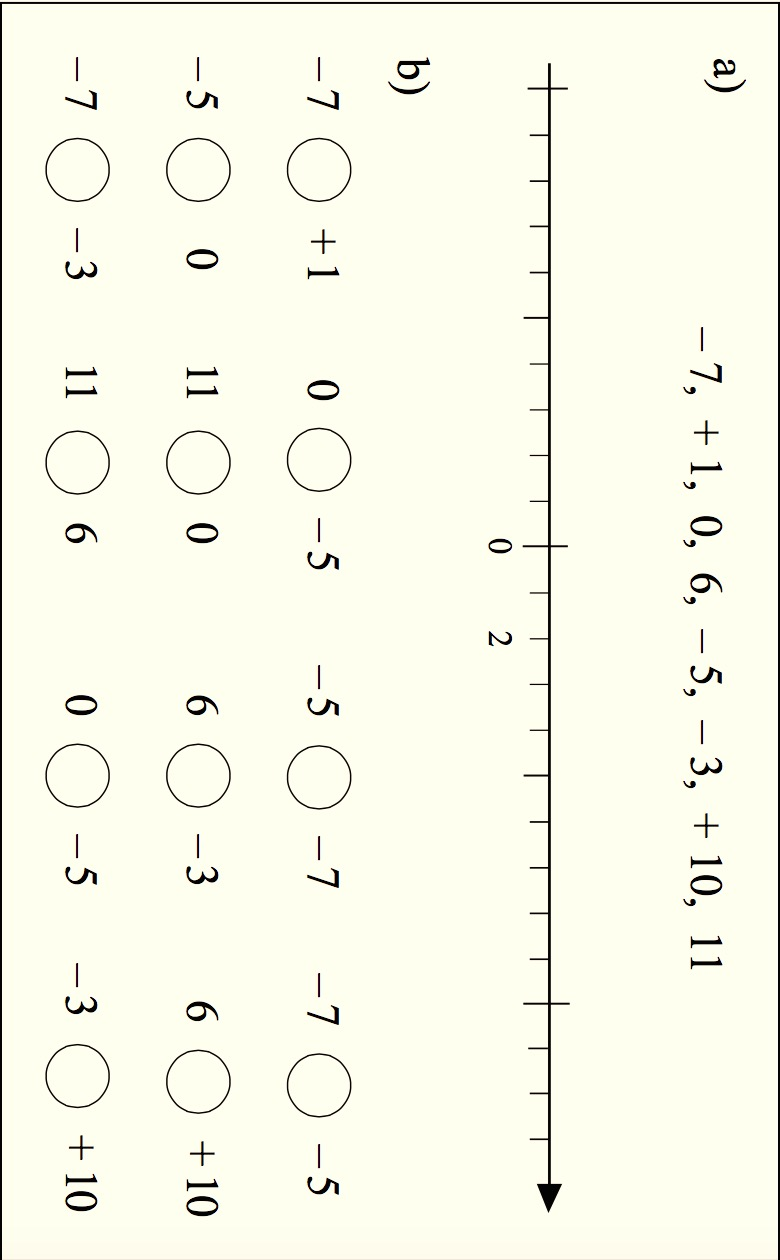 a)
− 7, + 1, 0, 6, − 5, − 3, + 10, 11
0 2
b)
−7 ◯ +1 0 ◯ −5 −5 ◯ −7 −7 ◯ −5
−5 ◯ 0 11 ◯ 0 6 ◯ −3 6 ◯ +10
−7 ◯ −3 11 ◯ 6 0 ◯ −5 −3 ◯ +10